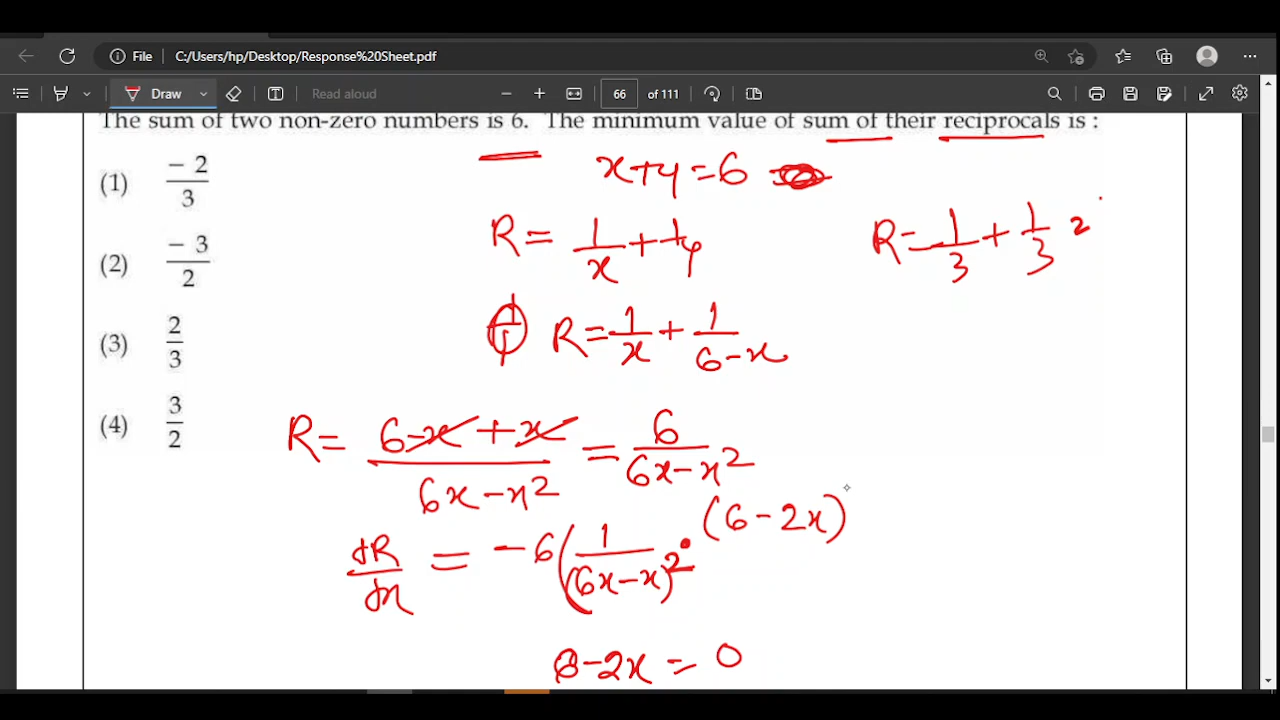 File C:/Users/hp/Desktop/Response%20Sheet.pdf
Draw Read aloud 66 of 111
The sum of two non-zero numbers is 6. The minimum value of sum of their reciprocals is :
x+y=6
(1) -2/3
R= 1/x + 1/y R= 1/3 + 1/3 =
(2) -3/2
(3) 2/3 R= 1/x + 1/(6-x)
(4) 3/2 R= (6-x+x)/(6x-x²) = 6/(6x-x²)
dR/dx = -6(1/(6x-x)² · (6-2x)
-2x = 0